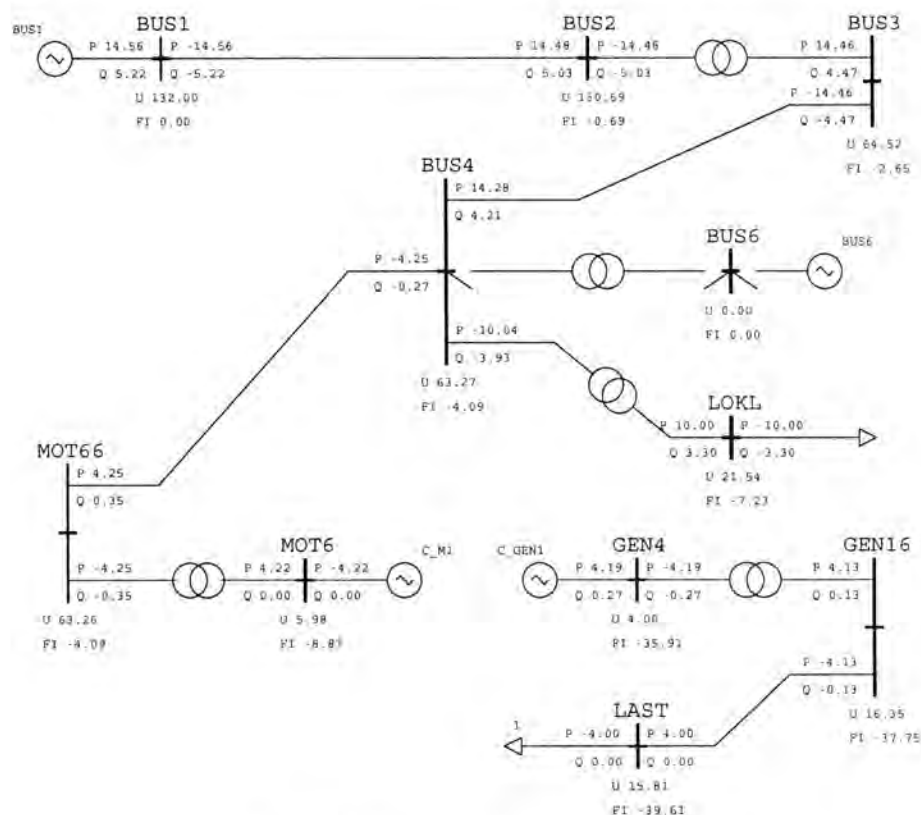 BUS1
BUS1
P 14.56 P -14.56
Q 5.22 Q -5.22
U 132.00
FI 0.00
BUS2
P 14.48 P -14.46
Q 5.03 Q -5.03
FI -0.69
BUS3
P 14.46
Q 4.47
P -14.46
Q -4.47
U 64.52
FI -2.65
BUS4
P 14.28
Q 4.21
P -4.25
Q -0.27
P -10.04
Q -3.93
U 63.27
FI -4.09
BUS6
BUS6
U 0.00
FI 0.00
LOKL
P 10.00 P -10.00
Q 3.30 Q -3.30
U 21.54
FI -7.23
MOT66
P 4.25
Q 0.35
P -4.25
Q -0.35
U 63.26
FI -4.09
MOT6
C_M1
P 4.22 P -4.22
Q 0.00 Q 0.00
U 5.98
C_GEN1
GEN4
P 4.19 P -4.19
Q 0.27 Q -0.27
U 4.00
FI -35.91
GEN16
P 4.13
Q 0.13
P -4.13
Q -0.13
U 16.35
FI -37.75
LAST
1
P -4.00 P 4.00
Q 0.00 Q 0.00
U 15.81
FI -39.61